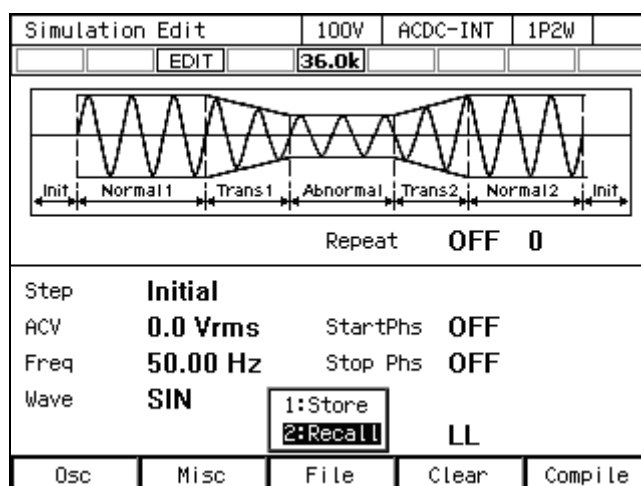 Simulation Edit 100V ACDC-INT 1P2W
EDIT 36.0k
Init Normal1 Trans1 Abnormal Trans2 Normal2 Init
Repeat OFF 0
Step Initial
ACV 0.0 Vrms StartPhs OFF
Freq 50.00 Hz Stop Phs OFF
Wave SIN
1:Store
2:Recall LL
Osc Misc File Clear Compile